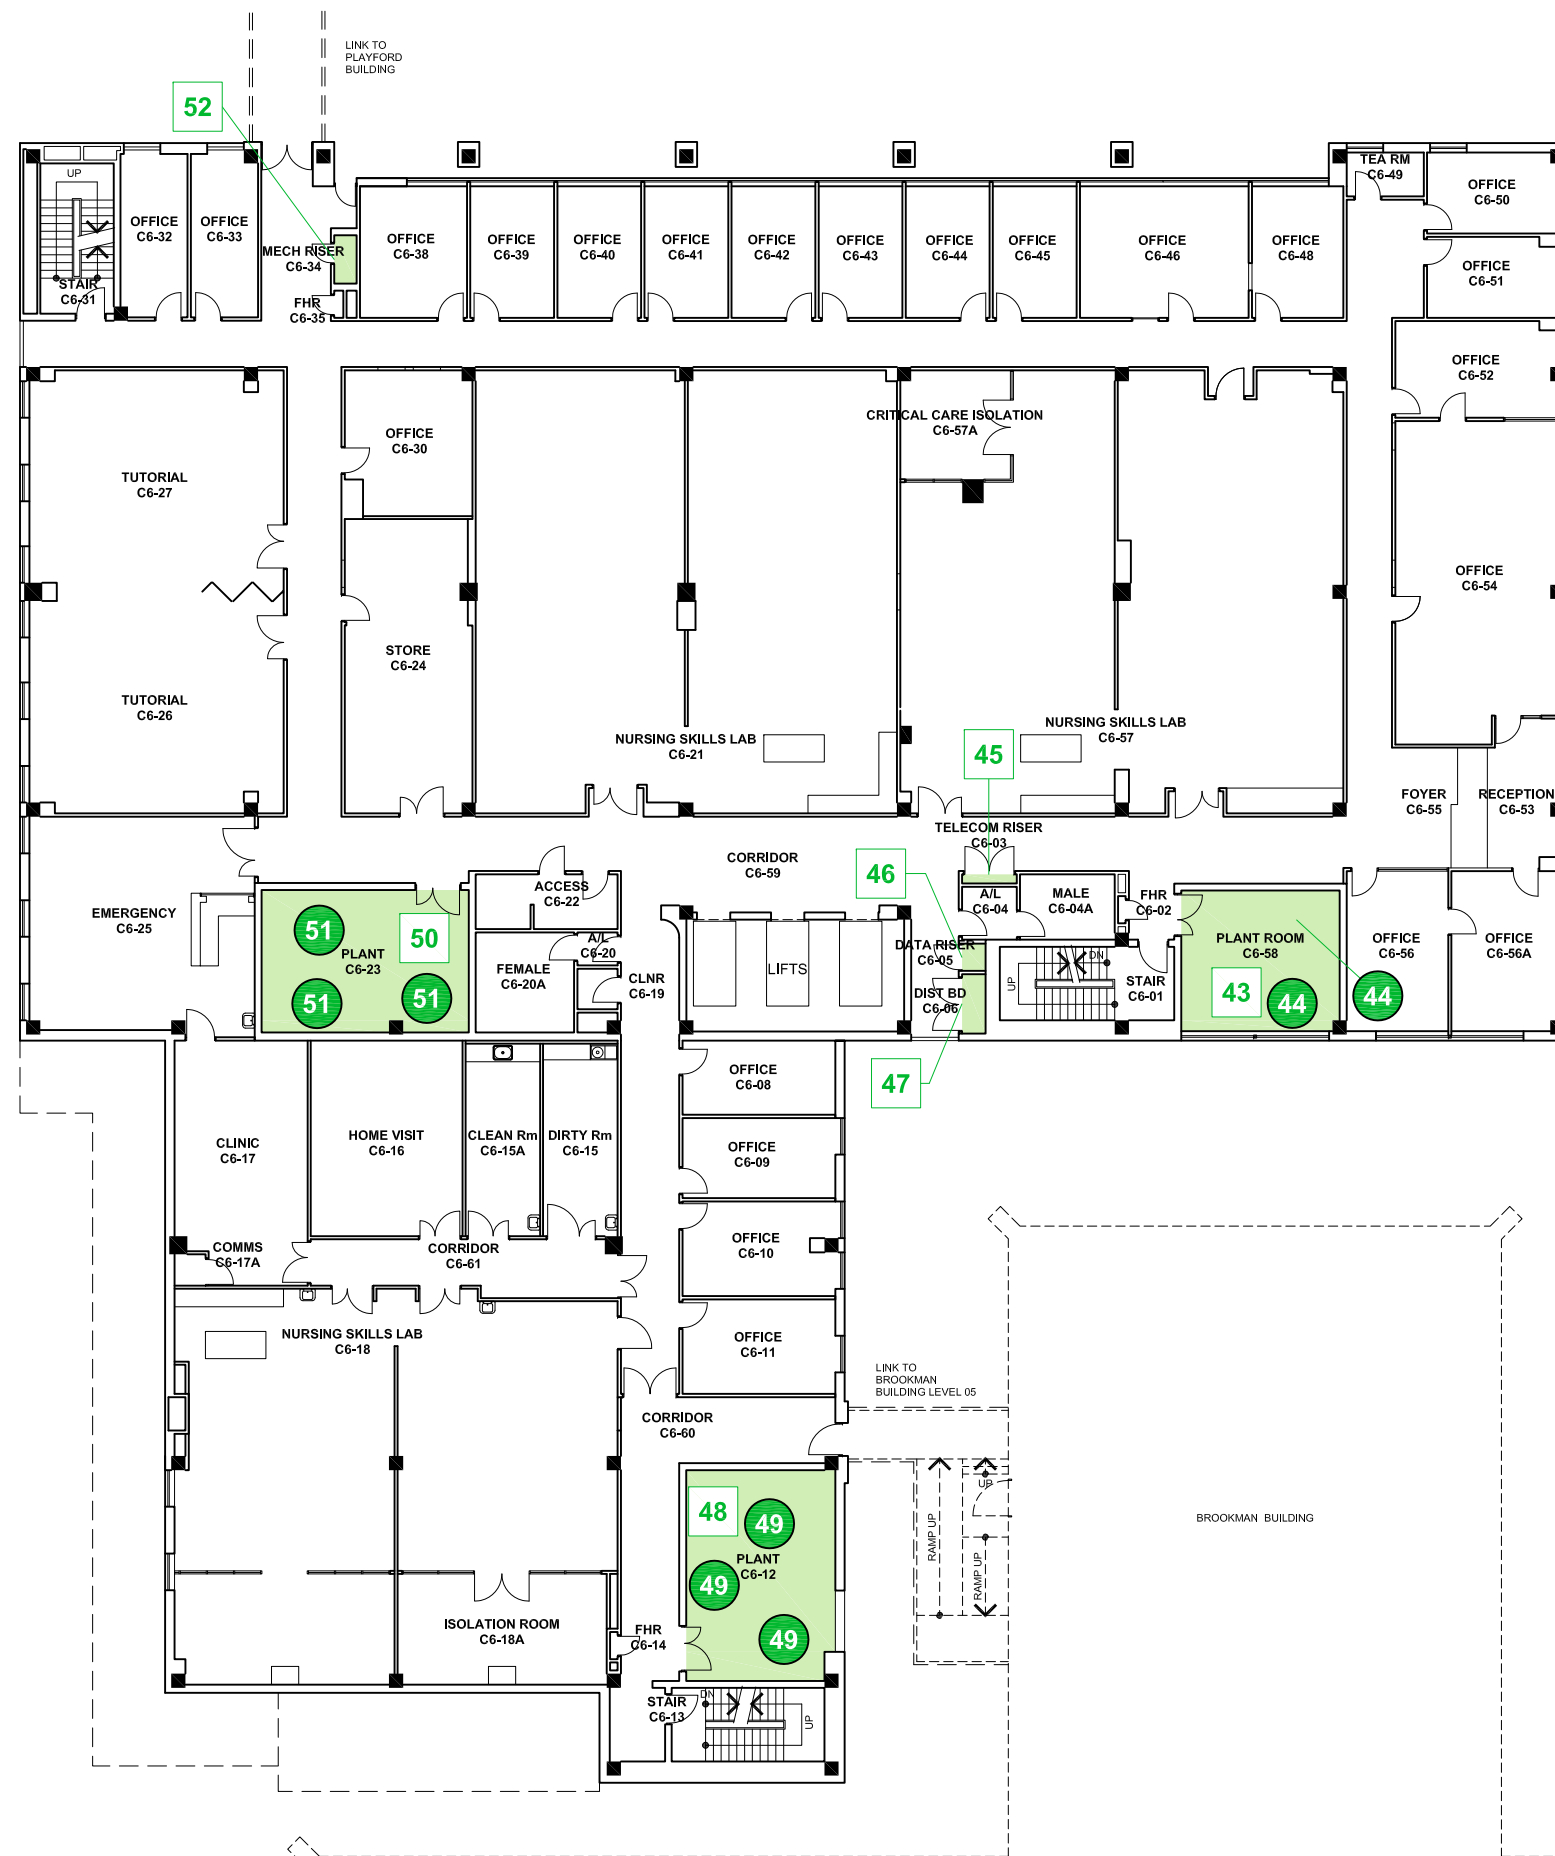 LINK TO
PLAYFORD
BUILDING
52
UP
STAIR
C6-31
OFFICE
C6-32
OFFICE
C6-33
MECH RISER
C6-34
FHR
C6-35
OFFICE
C6-38
OFFICE
C6-39
OFFICE
C6-40
OFFICE
C6-41
OFFICE
C6-42
OFFICE
C6-43
OFFICE
C6-44
OFFICE
C6-45
OFFICE
C6-46
OFFICE
C6-48
TEA RM
C6-49
OFFICE
C6-50
OFFICE
C6-51
OFFICE
C6-52
TUTORIAL
C6-27
OFFICE
C6-30
CRITICAL CARE ISOLATION
C6-57A
OFFICE
C6-54
STORE
C6-24
TUTORIAL
C6-26
NURSING SKILLS LAB
C6-21
NURSING SKILLS LAB
C6-57
45
FOYER
C6-55
RECEPTION
C6-53
TELECOM RISER
C6-03
CORRIDOR
C6-59
46
ACCESS
C6-22
A/L
C6-04
MALE
C6-04A
FHR
C6-02
EMERGENCY
C6-25
51
50
PLANT
C6-23
51
51
A/L
C6-20
FEMALE
C6-20A
CLNR
C6-19
LIFTS
DATA RISER
C6-05
DIST BD
C6-06
UP
DN
STAIR
C6-01
PLANT ROOM
C6-58
43
44
44
OFFICE
C6-56
OFFICE
C6-56A
47
OFFICE
C6-08
CLINIC
C6-17
HOME VISIT
C6-16
CLEAN Rm
C6-15A
DIRTY Rm
C6-15
OFFICE
C6-09
COMMS
C6-17A
CORRIDOR
C6-61
OFFICE
C6-10
NURSING SKILLS LAB
C6-18
OFFICE
C6-11
LINK TO
BROOKMAN
BUILDING LEVEL 05
CORRIDOR
C6-60
UP
RAMP UP
RAMP UP
BROOKMAN BUILDING
48
49
PLANT
C6-12
49
49
ISOLATION ROOM
C6-18A
FHR
C6-14
STAIR
C6-13
DN
UP